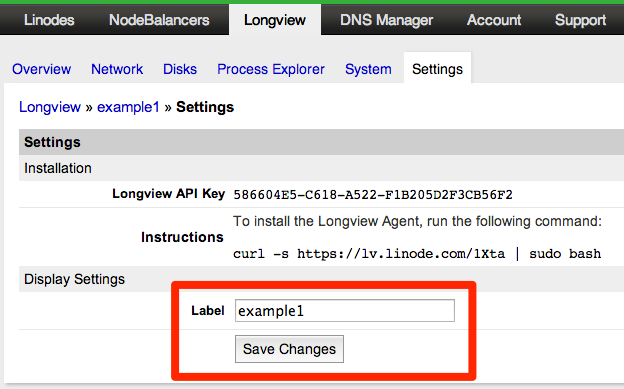 Linodes NodeBalancers Longview DNS Manager Account Support
Overview Network Disks Process Explorer System Settings
Longview » example1 » Settings
Settings
Installation
Longview API Key 586604E5-C618-A522-F1B205D2F3CB56F2
Instructions To install the Longview Agent, run the following command:
curl -s https://lv.linode.com/lXta | sudo bash
Display Settings
Label example1
Save Changes